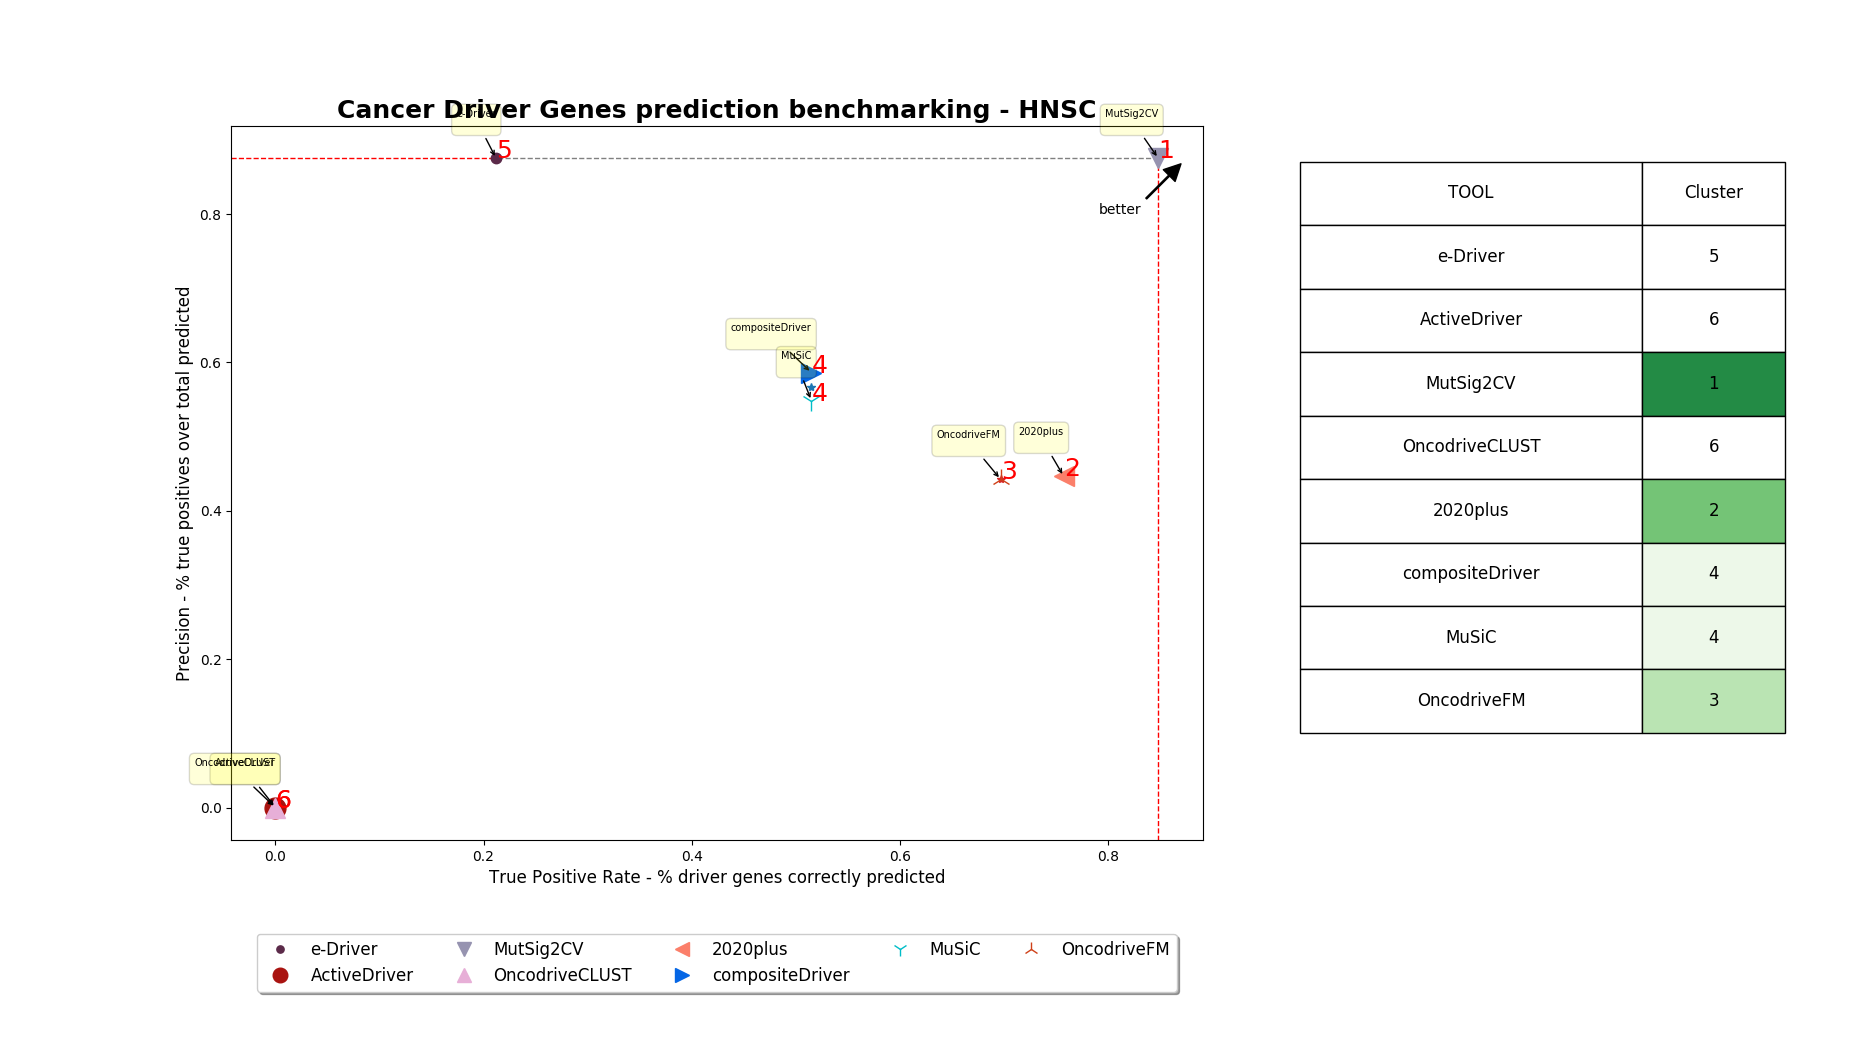 Cancer Driver Genes prediction benchmarking - HNSC
e-Driver
MutSig2CV
5
1
better
compositeDriver
MuSiC
4
4
OncodriveFM
2020plus
3
2
OncodriveCLUST
ActiveDriver
6
Precision - % true positives over total predicted
0.8
0.6
0.4
0.2
0.0
0.0 0.2 0.4 0.6 0.8
True Positive Rate - % driver genes correctly predicted
e-Driver MutSig2CV 2020plus MuSiC OncodriveFM
ActiveDriver OncodriveCLUST compositeDriver
TOOL Cluster
e-Driver 5
ActiveDriver 6
MutSig2CV 1
OncodriveCLUST 6
2020plus 2
compositeDriver 4
MuSiC 4
OncodriveFM 3